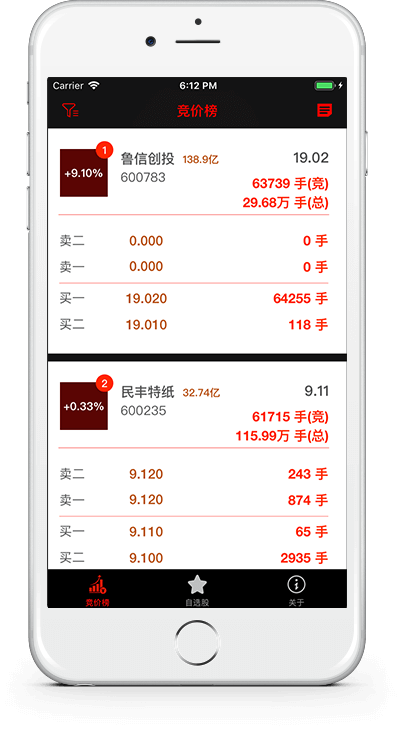 Carrier 6:12 PM
竞价榜
1
+9.10%
鲁信创投 138.9亿 19.02
600783
63739 手(竞)
29.68万 手(总)
卖二 0.000 0 手
卖一 0.000 0 手
买一 19.020 64255 手
买二 19.010 118 手
2
+0.33%
民丰特纸 32.74亿 9.11
600235
61715 手(竞)
115.99万 手(总)
卖二 9.120 243 手
卖一 9.120 874 手
买一 9.110 65 手
买二 9.100 2935 手
竞价榜 自选股 关于